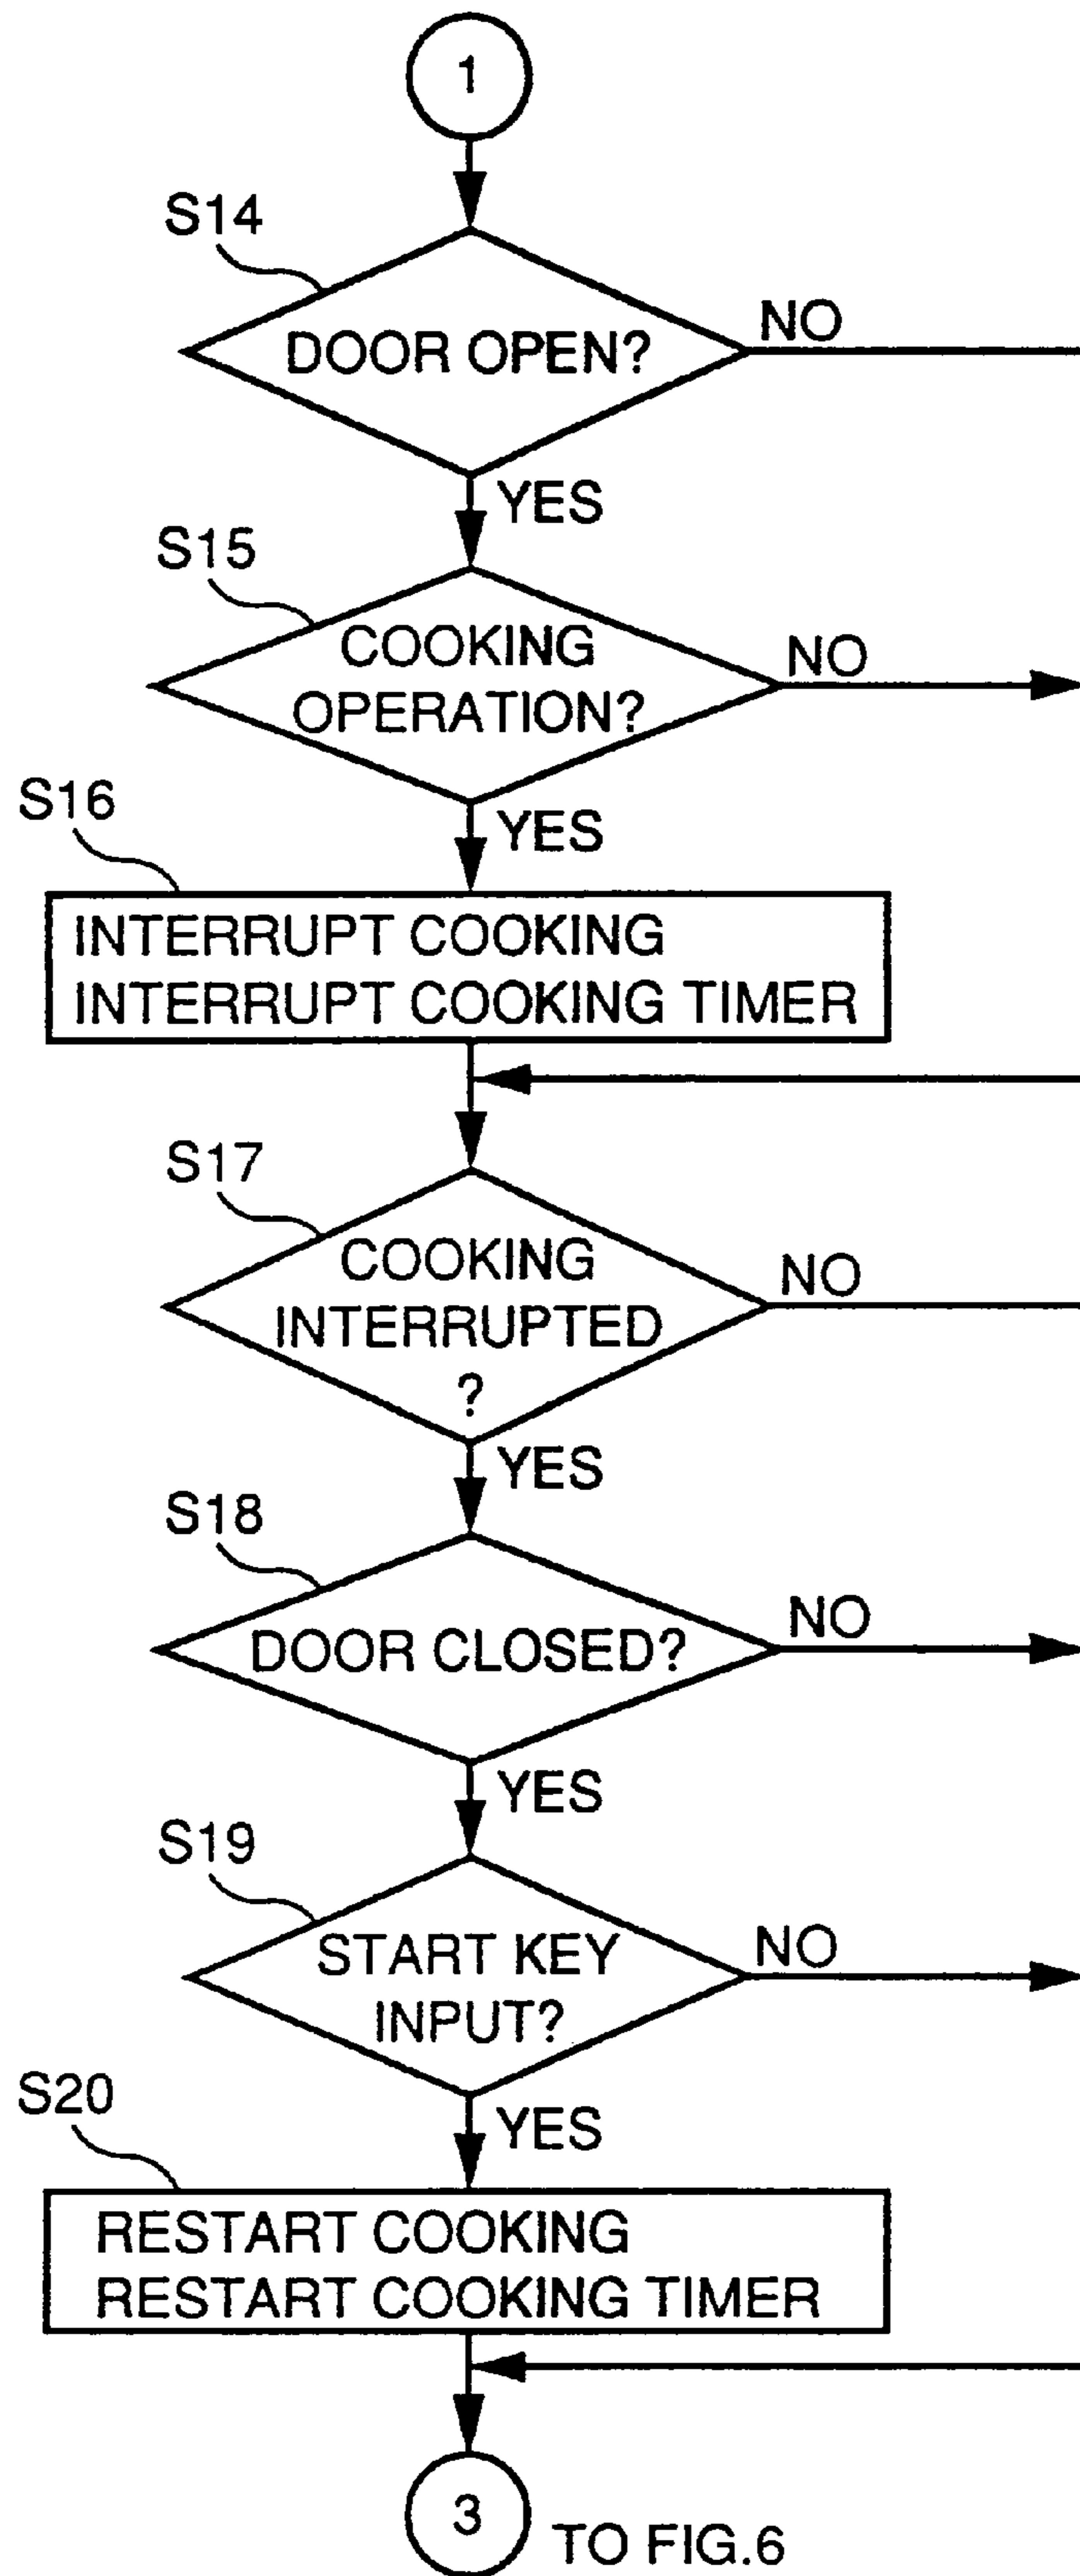 1
S14
DOOR OPEN?
NO
YES
S15
COOKING
OPERATION?
NO
YES
S16
INTERRUPT COOKING
INTERRUPT COOKING TIMER
S17
COOKING
INTERRUPTED
?
NO
YES
S18
DOOR CLOSED?
NO
YES
S19
START KEY
INPUT?
NO
YES
S20
RESTART COOKING
RESTART COOKING TIMER
3
TO FIG.6